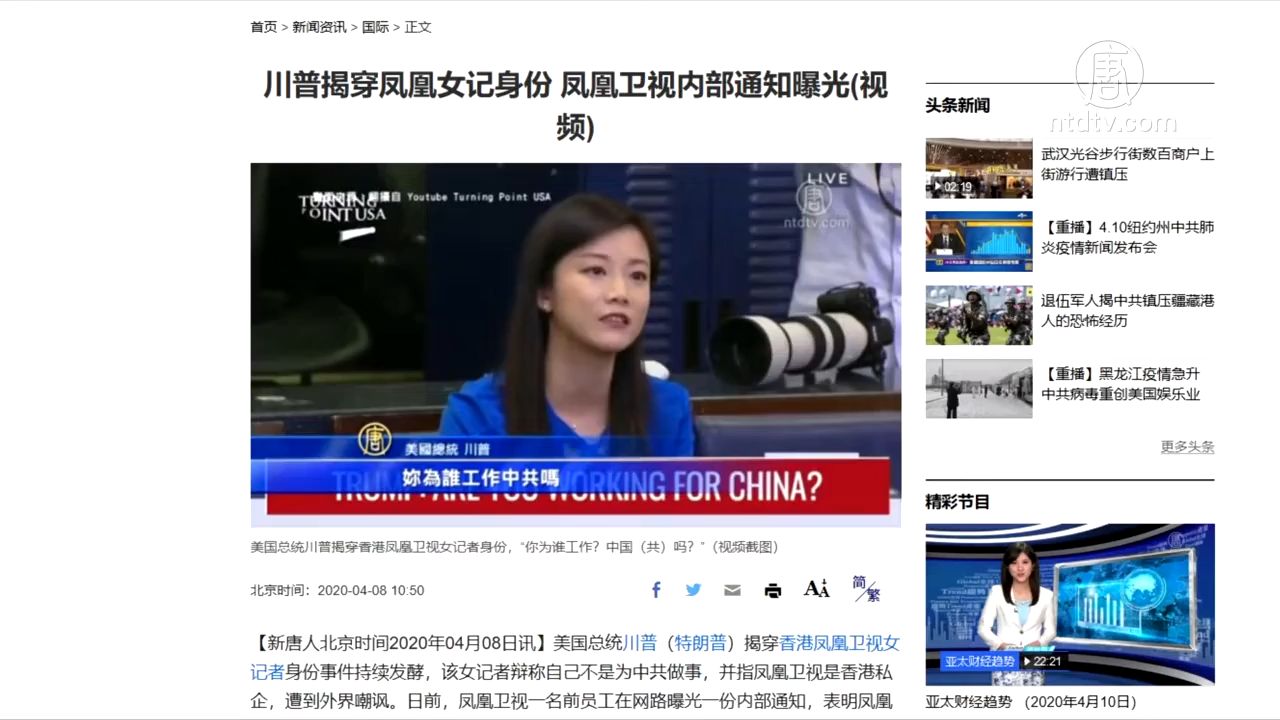 首页 > 新闻资讯 > 国际 > 正文
川普揭穿凤凰女记身份 凤凰卫视内部通知曝光(视
频)
LIVE
Youtube Turning Point USA
TURNING
POINT USA
唐
ntdtv.com
唐
美國總統 川普
妳為誰工作中共嗎
WORKING FOR CHINA?
美国总统川普揭穿香港凤凰卫视女记者身份，“你为谁工作？中国（共）吗？”（视频截图）
北京时间：2020-04-08 10:50
简/繁
【新唐人北京时间2020年04月08日讯】美国总统川普（特朗普）揭穿香港凤凰卫视女
记者身份事件持续发酵，该女记者辩称自己不是为中共做事，并指凤凰卫视是香港私
企，遭到外界嘲讽。日前，凤凰卫视一名前员工在网路曝光一份内部通知，表明凤凰
唐
ntdtv.com
头条新闻
02:19
武汉光谷步行街数百商户上
街游行遭镇压
【重播】4.10纽约州中共肺
炎疫情新闻发布会
退伍军人揭中共镇压疆藏港
人的恐怖经历
【重播】黑龙江疫情急升
中共病毒重创美国娱乐业
更多头条
精彩节目
亚太财经趋势 22:21
亚太财经趋势 （2020年4月10日）